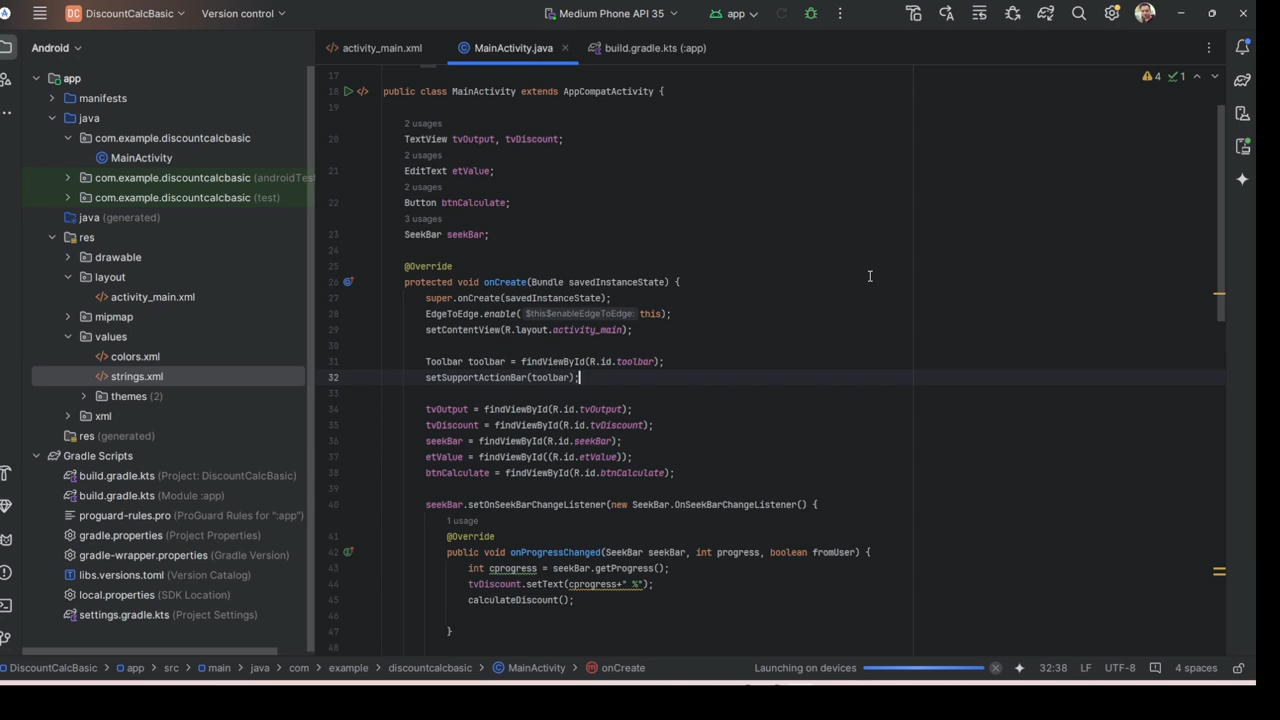 DC DiscountCalcBasic Version control Medium Phone API 35 app
Android activity_main.xml MainActivity.java build.gradle.kts (:app)
app
manifests
java
com.example.discountcalcbasic
MainActivity
com.example.discountcalcbasic (androidTest
com.example.discountcalcbasic (test)
java (generated)
res
drawable
layout
activity_main.xml
mipmap
values
colors.xml
strings.xml
themes (2)
xml
res (generated)
Gradle Scripts
build.gradle.kts (Project: DiscountCalcBasic)
build.gradle.kts (Module :app)
proguard-rules.pro (ProGuard Rules for ":app")
gradle.properties (Project Properties)
gradle-wrapper.properties (Gradle Version)
libs.versions.toml (Version Catalog)
local.properties (SDK Location)
settings.gradle.kts (Project Settings)
4 1
17
18 public class MainActivity extends AppCompatActivity {
19
2 usages
20 TextView tvOutput, tvDiscount;
2 usages
21 EditText etValue;
2 usages
22 Button btnCalculate;
3 usages
23 SeekBar seekBar;
24
25 @Override
26 protected void onCreate(Bundle savedInstanceState) {
27 super.onCreate(savedInstanceState);
28 EdgeToEdge.enable( $this$enableEdgeToEdge: this);
29 setContentView(R.layout.activity_main);
30
31 Toolbar toolbar = findViewById(R.id.toolbar);
32 setSupportActionBar(toolbar);
33
34 tvOutput = findViewById(R.id.tvOutput);
35 tvDiscount = findViewById(R.id.tvDiscount);
36 seekBar = findViewById(R.id.seekBar);
37 etValue = findViewById((R.id.etValue));
38 btnCalculate = findViewById(R.id.btnCalculate);
39
40 seekBar.setOnSeekBarChangeListener(new SeekBar.OnSeekBarChangeListener() {
1 usage
41 @Override
42 public void onProgressChanged(SeekBar seekBar, int progress, boolean fromUser) {
43 int cprogress = seekBar.getProgress();
44 tvDiscount.setText(cprogress+" %");
45 calculateDiscount();
46
47 }
48
DiscountCalcBasic > app > src > main > java > com > example > discountcalcbasic > MainActivity > onCreate Launching on devices 32:38 LF UTF-8 4 spaces